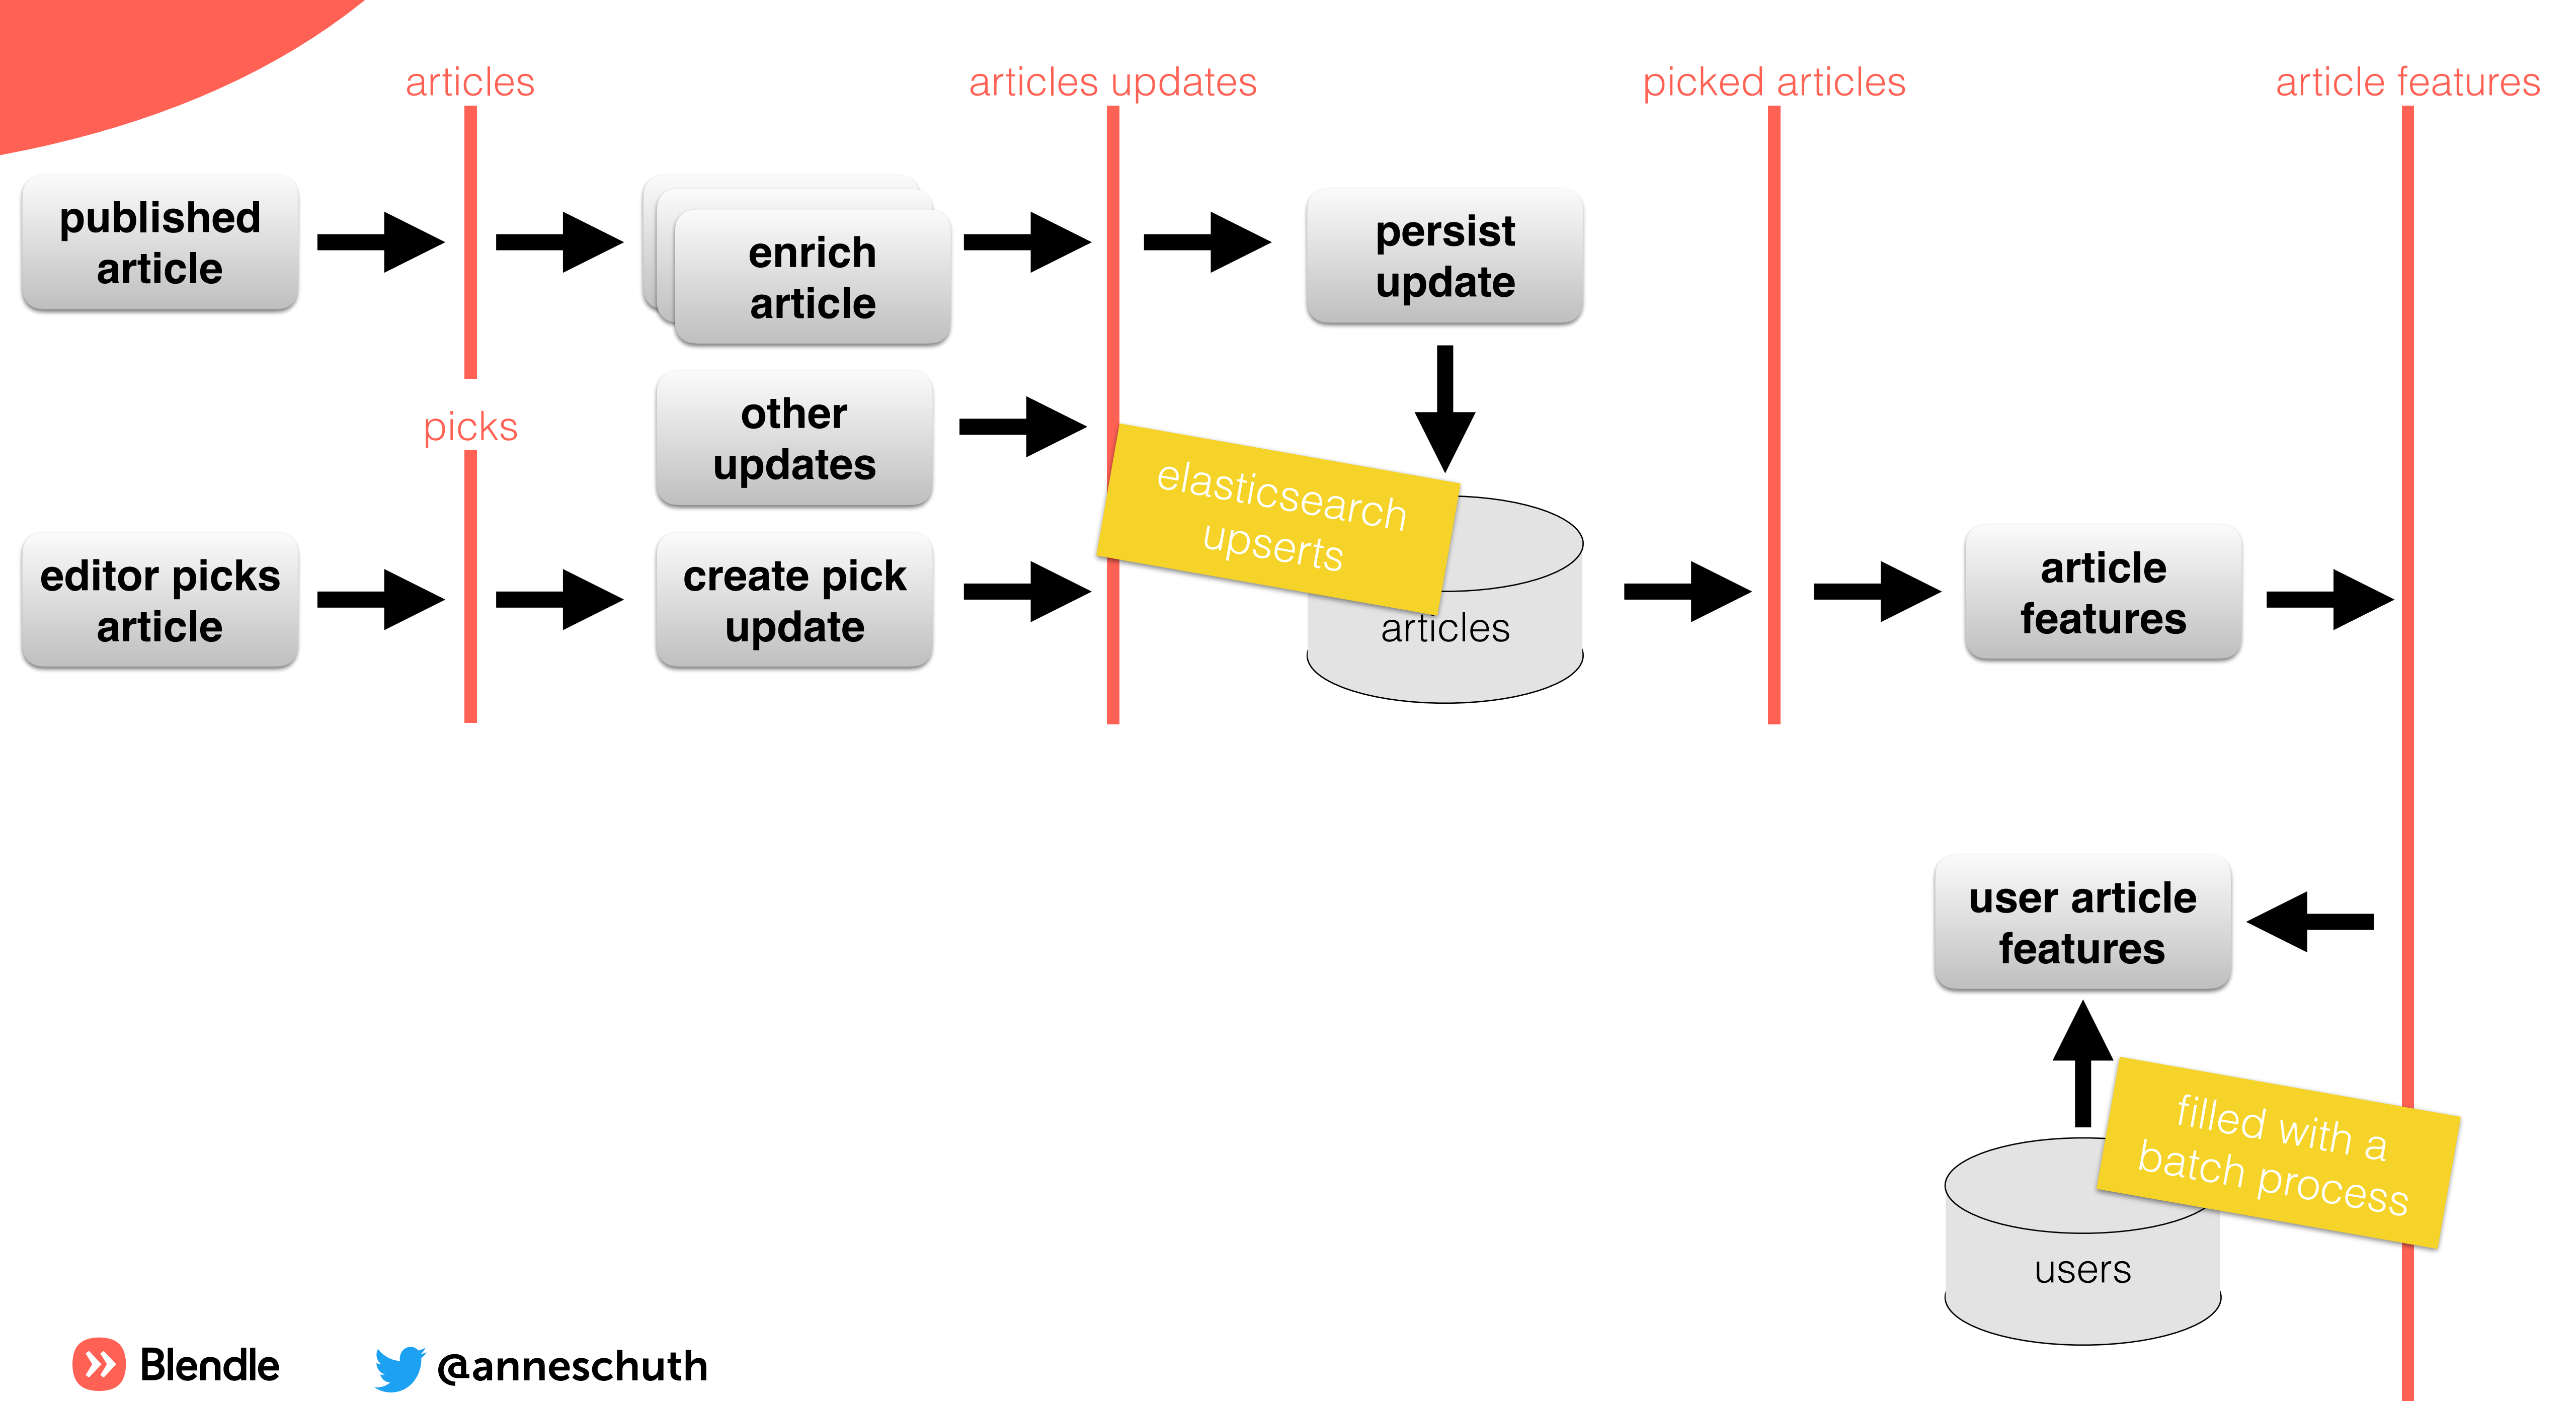 articles
articles updates
picked articles
article features
published
article
enrich
article
persist
update
other
updates
picks
elasticsearch
upserts
editor picks
article
create pick
update
articles
article
features
user article
features
filled with a
batch process
users
Blendle
@anneschuth